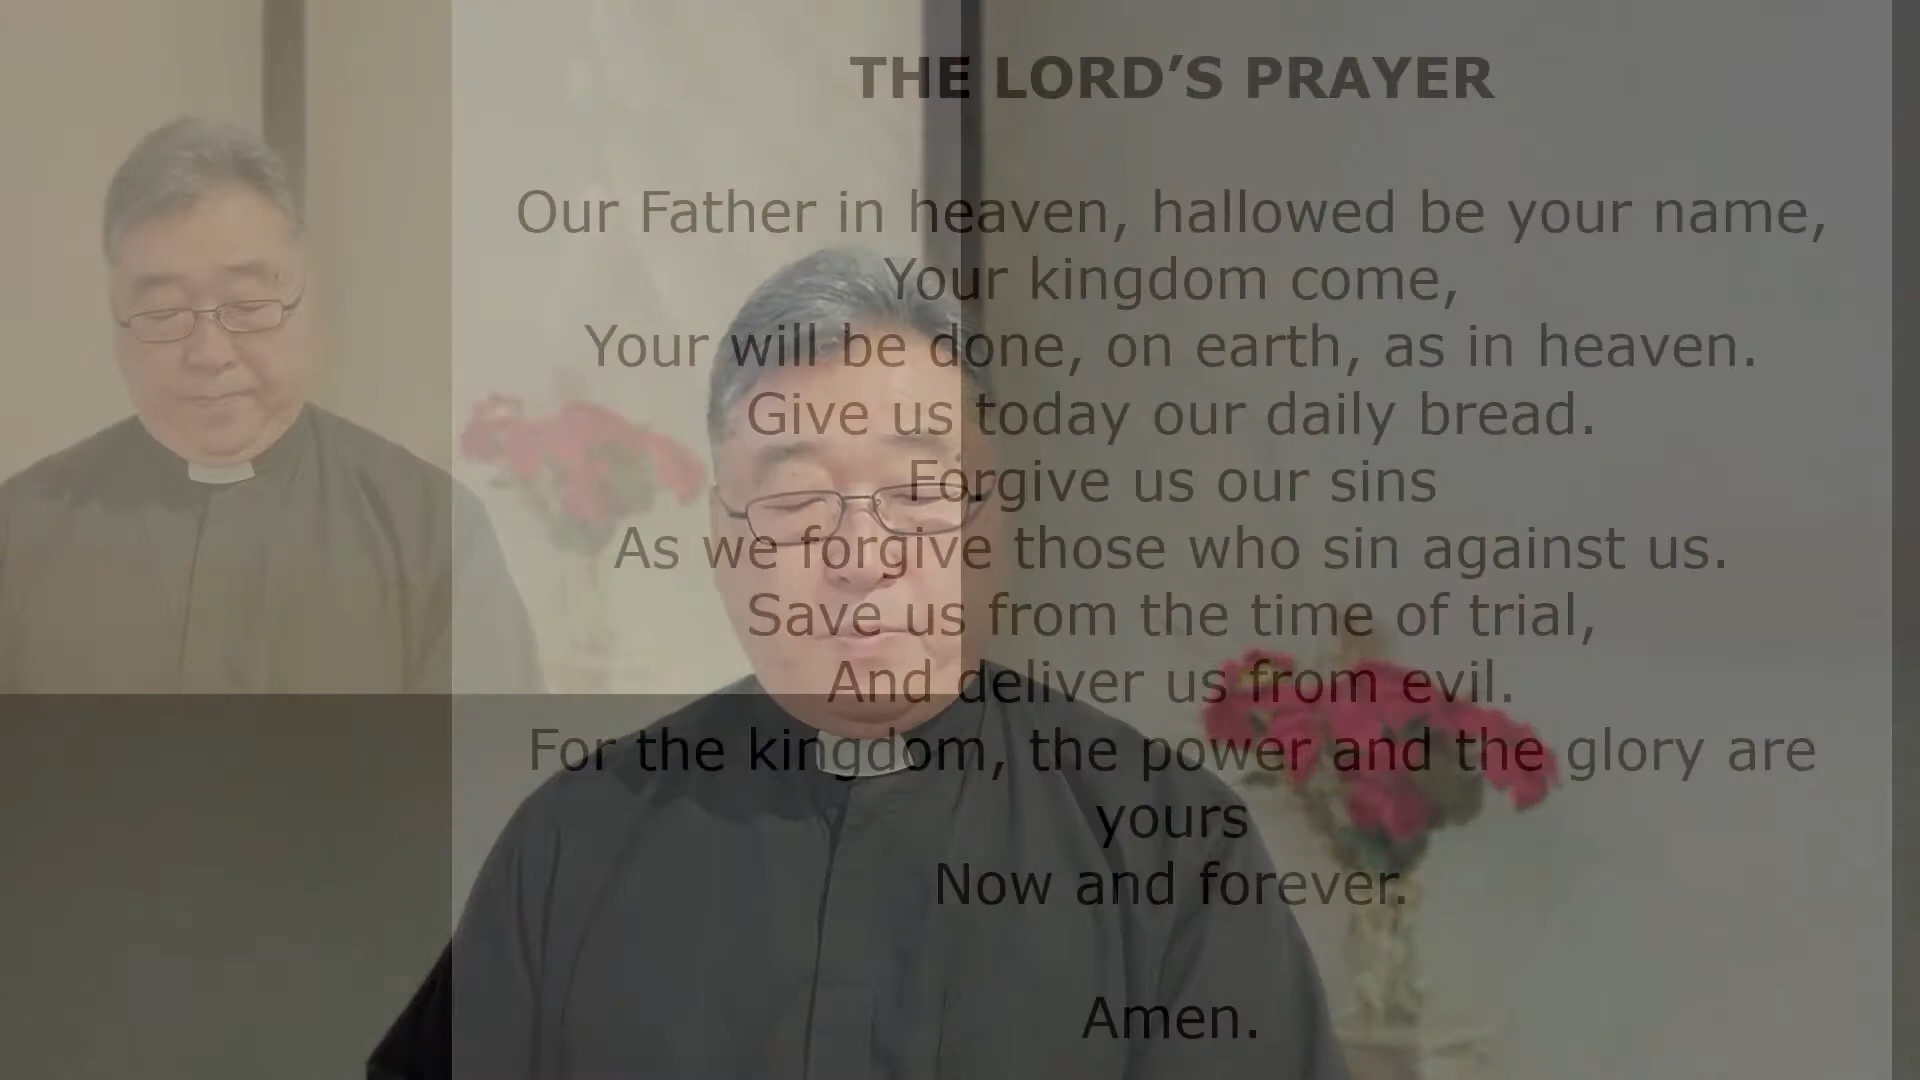 THE LORD’S PRAYER
Our Father in heaven, hallowed be your name,
Your kingdom come,
Your will be done, on earth, as in heaven.
Give us today our daily bread.
Forgive us our sins
As we forgive those who sin against us.
Save us from the time of trial,
And deliver us from evil.
For the kingdom, the power and the glory are
yours
Now and forever.
Amen.